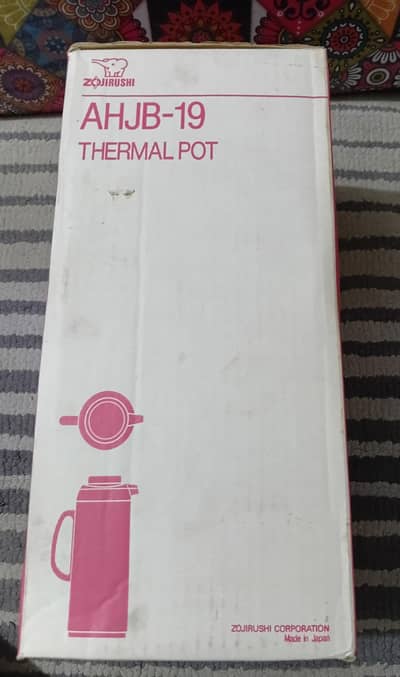 ZOJIRUSHI
AHJB-19
THERMAL POT
ZOJIRUSHI CORPORATION
Made in Japan